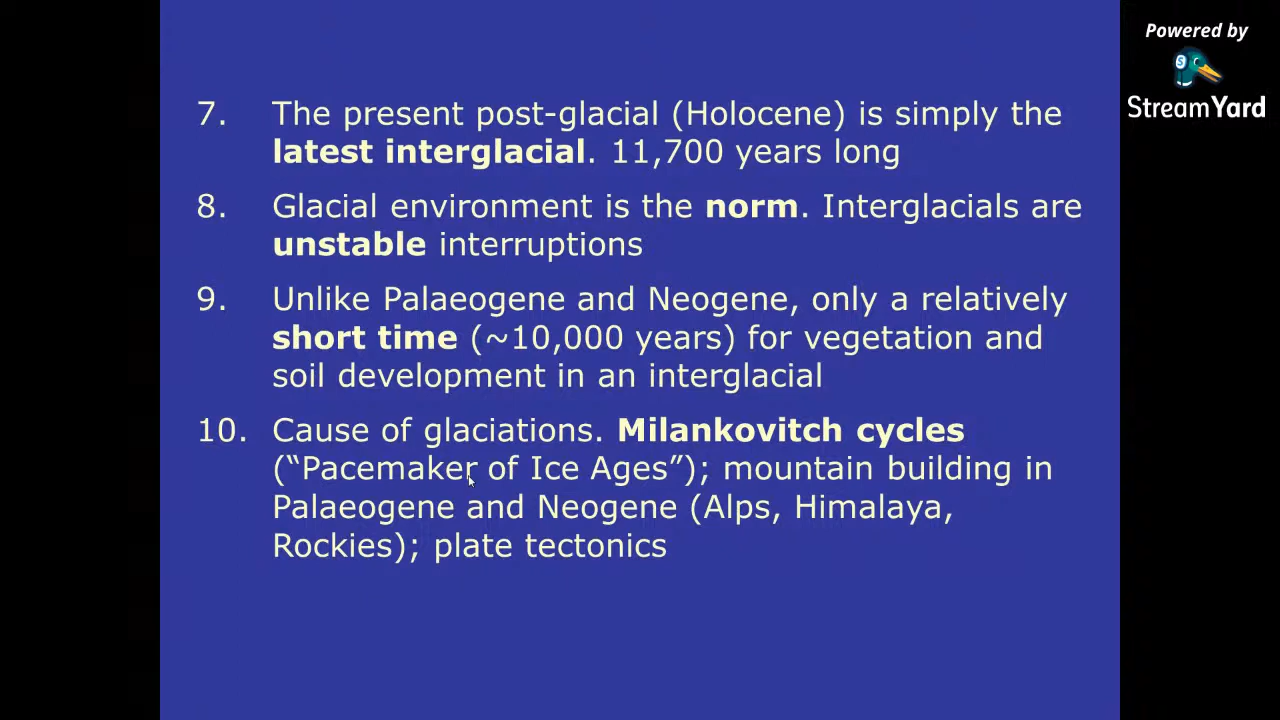 Powered by
StreamYard
7. The present post-glacial (Holocene) is simply the
latest interglacial. 11,700 years long
8. Glacial environment is the norm. Interglacials are
unstable interruptions
9. Unlike Palaeogene and Neogene, only a relatively
short time (~10,000 years) for vegetation and
soil development in an interglacial
10. Cause of glaciations. Milankovitch cycles
(“Pacemaker of Ice Ages”); mountain building in
Palaeogene and Neogene (Alps, Himalaya,
Rockies); plate tectonics